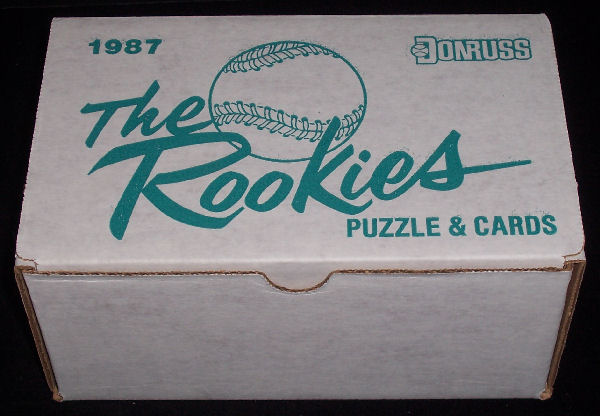 1987
DONRUSS
The
Rookies
PUZZLE & CARDS